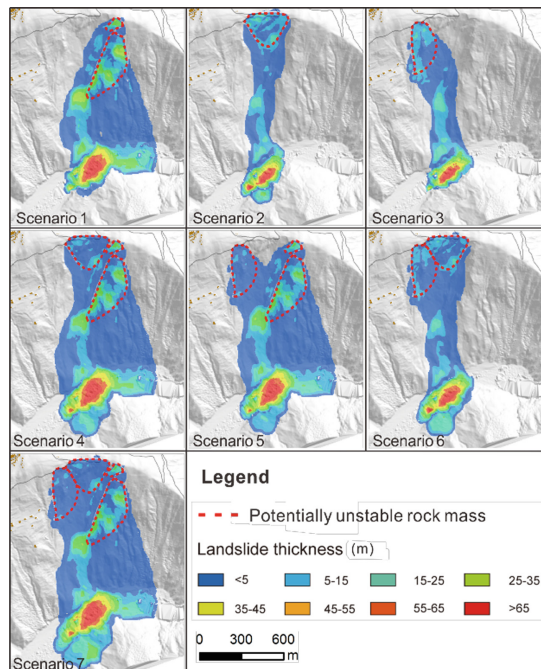 Scenario 1
Scenario 2
Scenario 3
Scenario 4
Scenario 5
Scenario 6
Scenario 7
Legend
Potentially unstable rock mass
Landslide thickness (m)
<5 5-15 15-25 25-35
35-45 45-55 55-65 >65
0 300 600
m